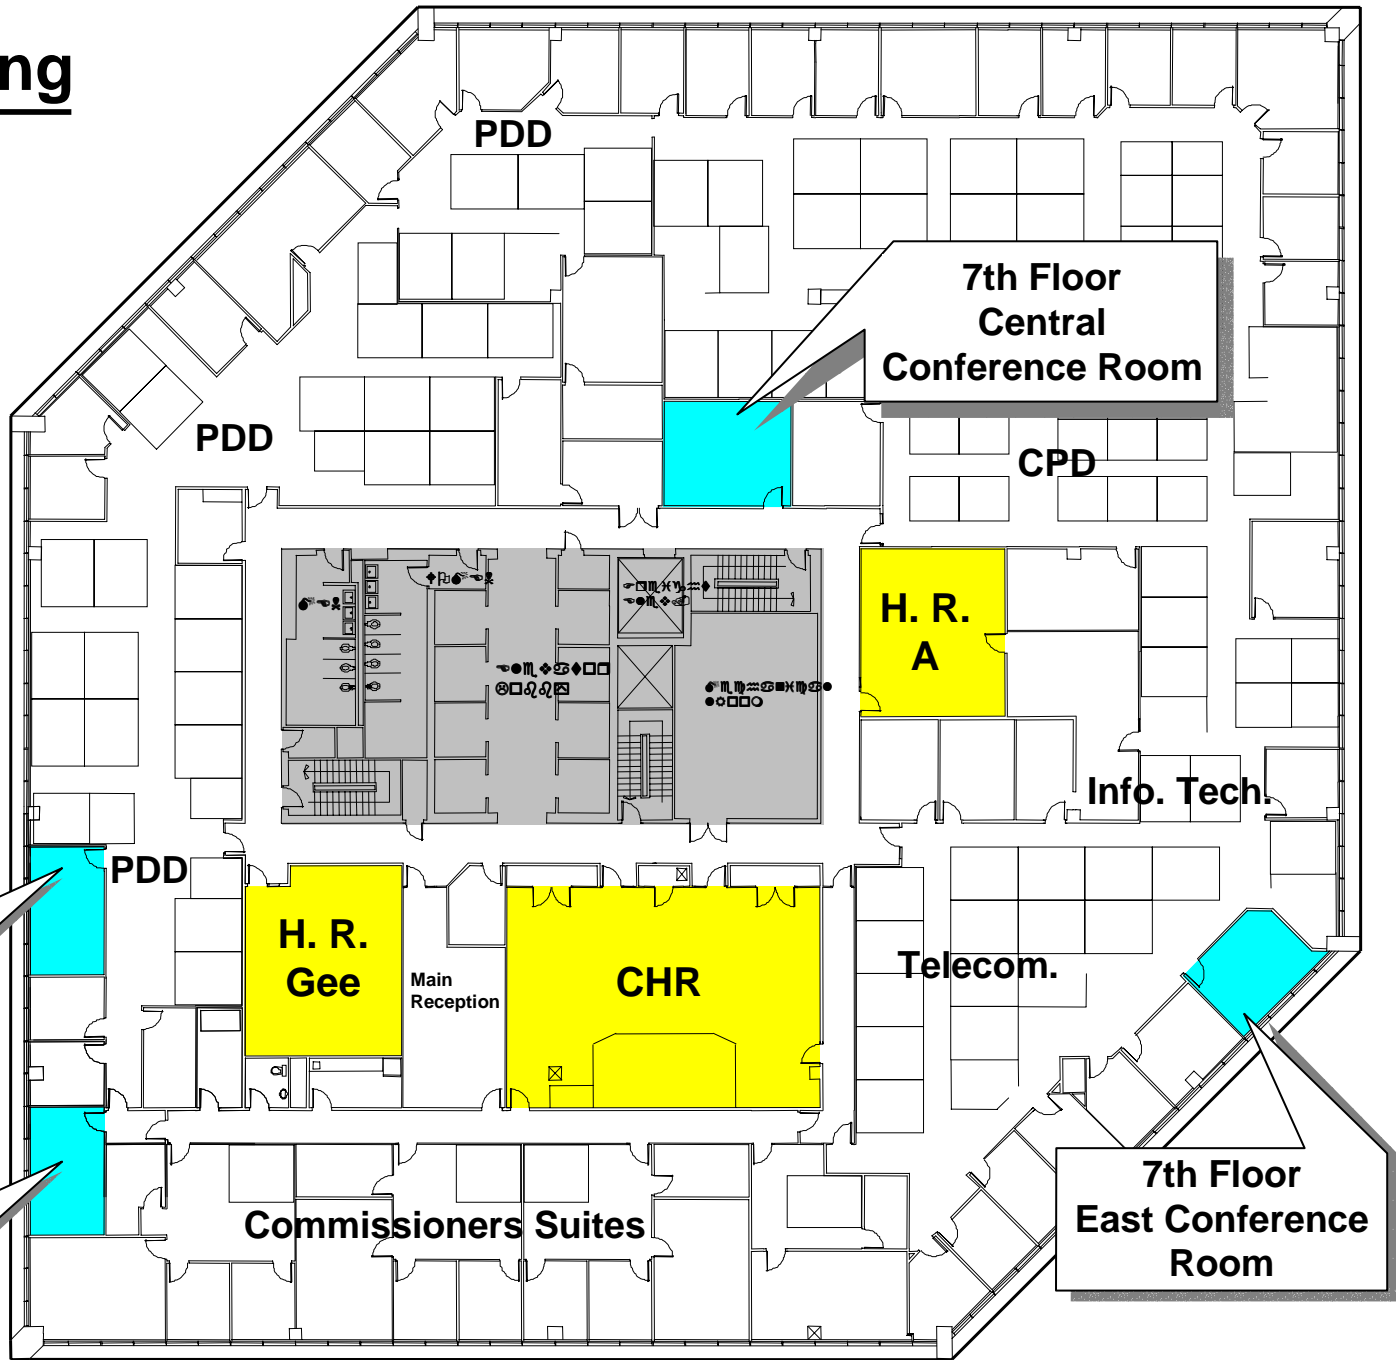 ng
PDD
7th Floor
Central
Conference Room
PDD
CPD
H. R.
A
Info. Tech.
PDD
H. R.
Gee
Main
Reception
CHR
Telecom.
7th Floor
East Conference
Room
Commissioners Suites